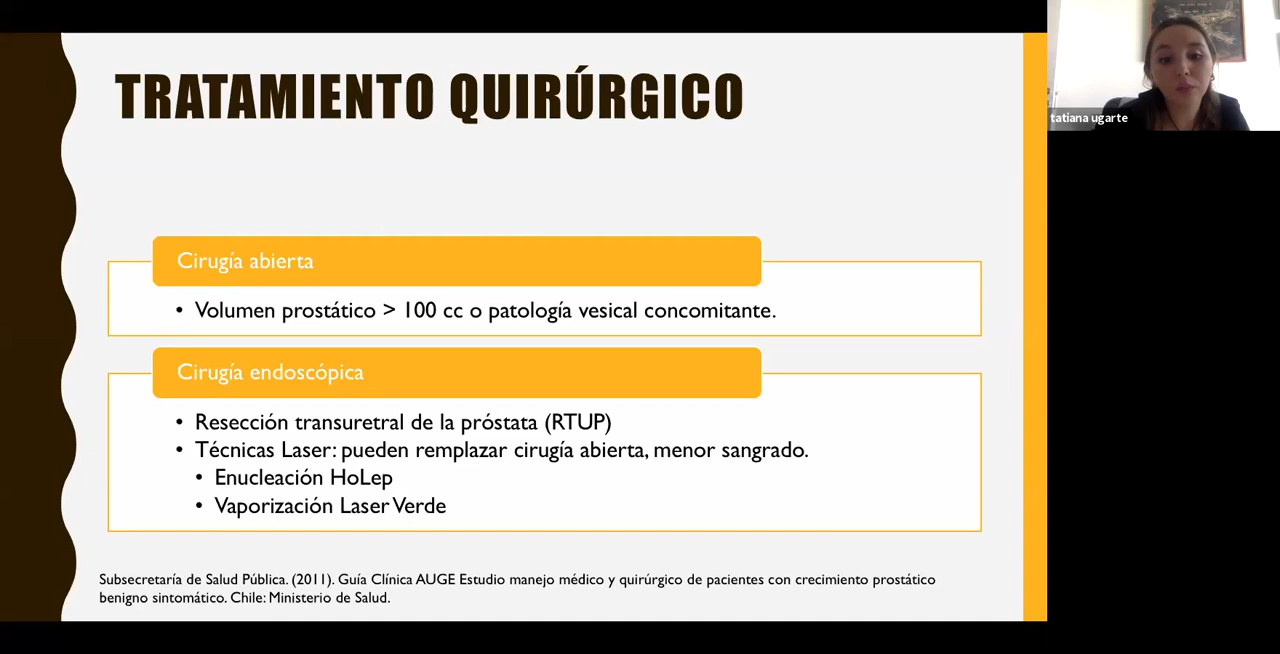 TRATAMIENTO QUIRÚRGICO
tatiana ugarte
Cirugía abierta
• Volumen prostático > 100 cc o patología vesical concomitante.
Cirugía endoscópica
• Resección transuretral de la próstata (RTUP)
• Técnicas Laser: pueden remplazar cirugía abierta, menor sangrado.
• Enucleación HoLep
• Vaporización Laser Verde
Subsecretaría de Salud Pública. (2011). Guía Clínica AUGE Estudio manejo médico y quirúrgico de pacientes con crecimiento prostático
benigno sintomático. Chile: Ministerio de Salud.